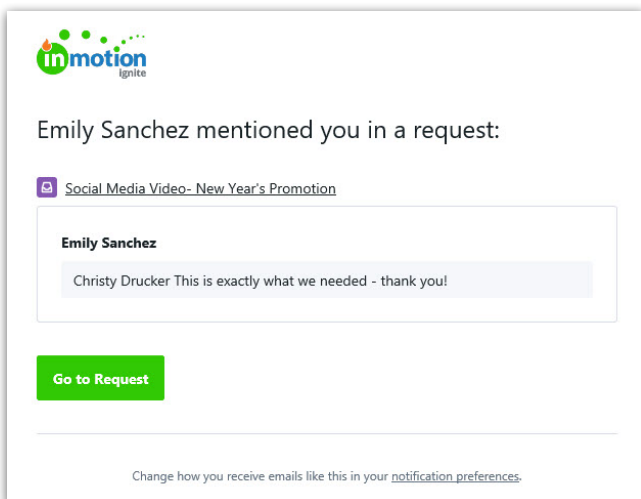 inmotion
ignite
Emily Sanchez mentioned you in a request:
Social Media Video- New Year's Promotion
Emily Sanchez
Christy Drucker This is exactly what we needed - thank you!
Go to Request
Change how you receive emails like this in your notification preferences.